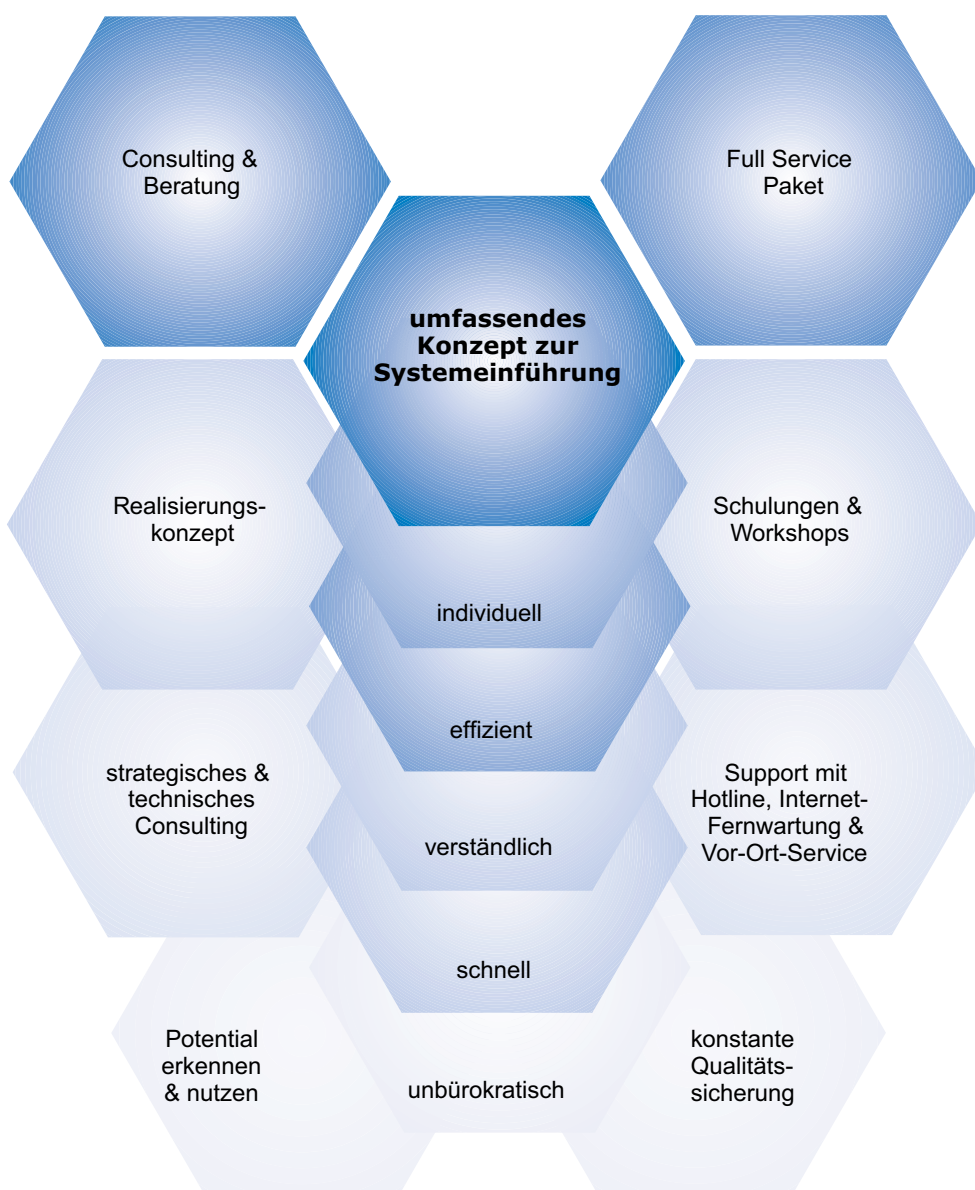 Consulting &
Beratung
Full Service
Paket
umfassendes
Konzept zur
Systemeinführung
Realisierungs-
konzept
Schulungen &
Workshops
individuell
effizient
strategisches &
technisches
Consulting
Support mit
Hotline, Internet-
Fernwartung &
Vor-Ort-Service
verständlich
schnell
Potential
erkennen
& nutzen
konstante
Qualitäts-
sicherung
unbürokratisch